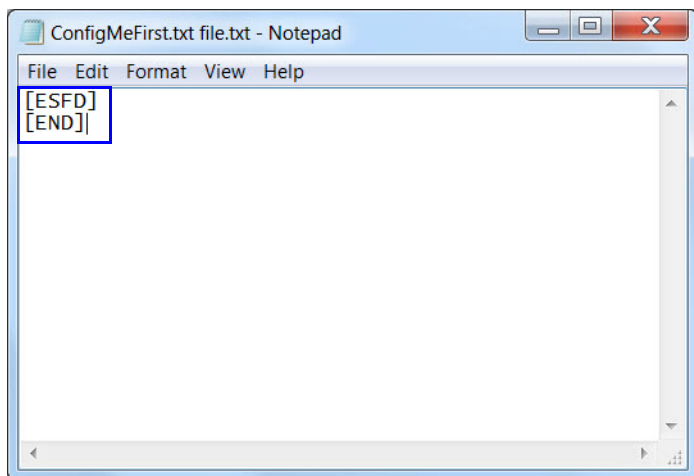 ConfigMeFirst.txt file.txt - Notepad
File Edit Format View Help
[ESFD]
[END]